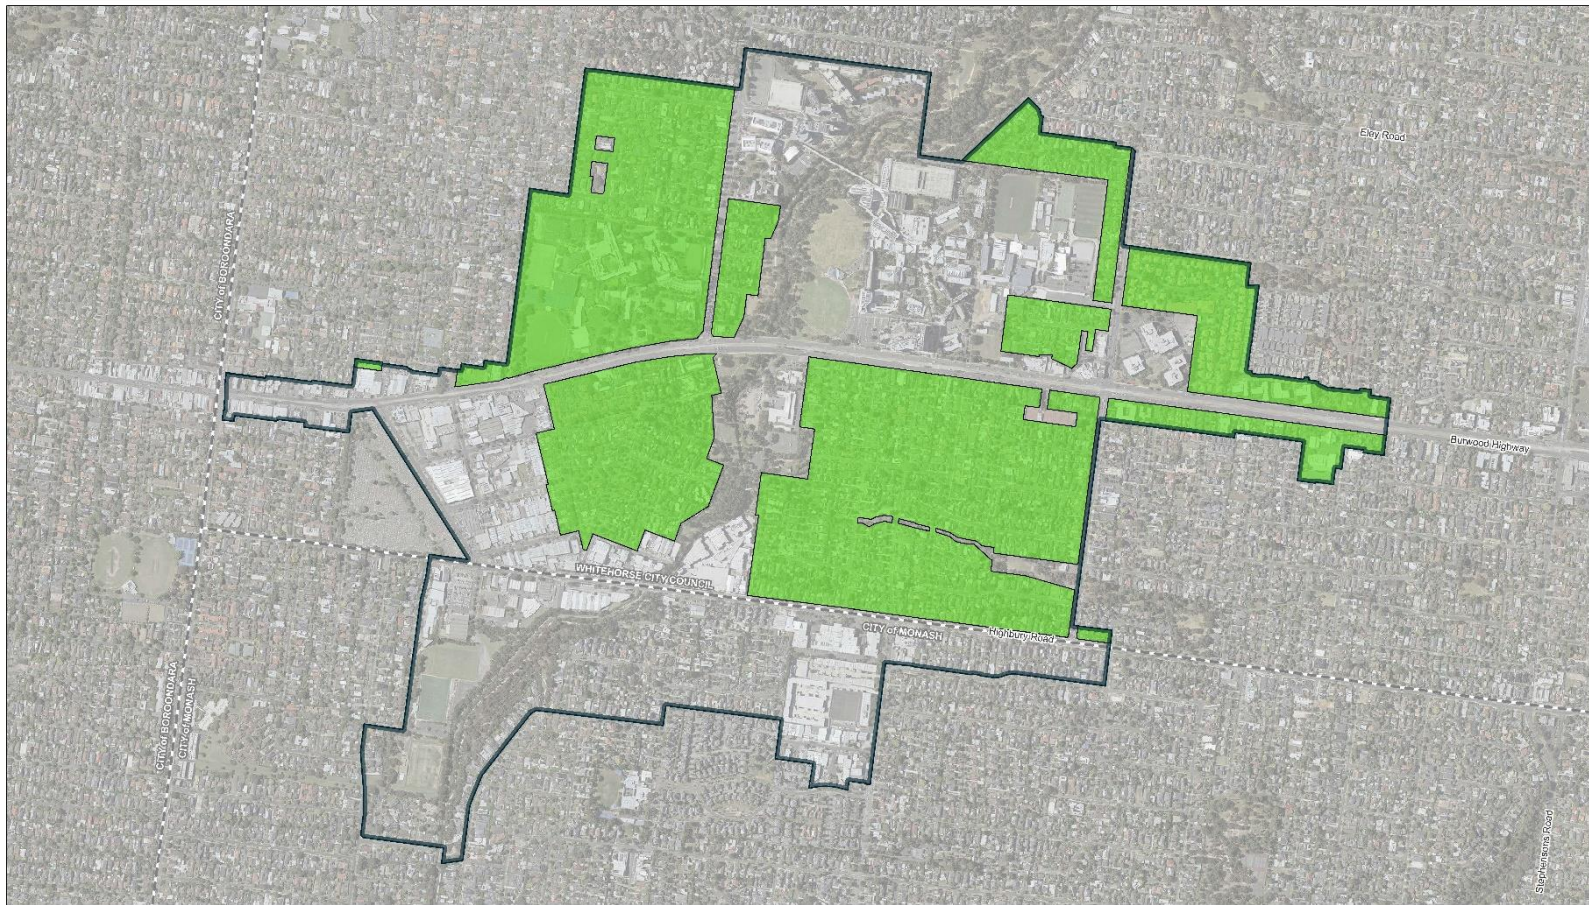 Eley Road
CITY of BOROONDARA
Burwood Highway
WHITEHORSE CITY COUNCIL
CITY of MONASH
Highbury Road
CITY of BOROONDARA
CITY of MONASH
Stephensons Road